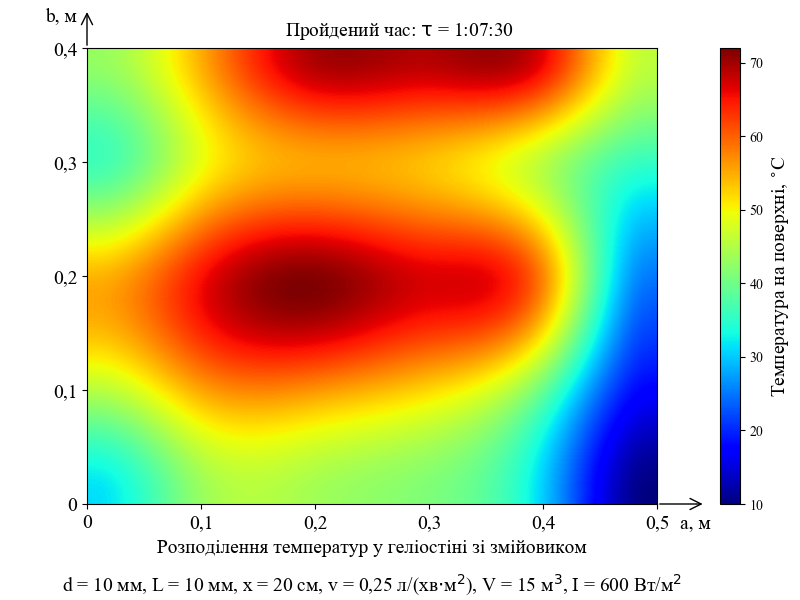 b, м
Пройдений час: τ = 1:07:30
0,4
0,3
0,2
0,1
0
0 0,1 0,2 0,3 0,4 0,5 a, м
70
60
50
40
30
20
10
Температура на поверхні, °C
Розподілення температур у геліостіні зі змійовиком
d = 10 мм, L = 10 мм, x = 20 см, v = 0,25 л/(хв·м²), V = 15 м³, I = 600 Вт/м²